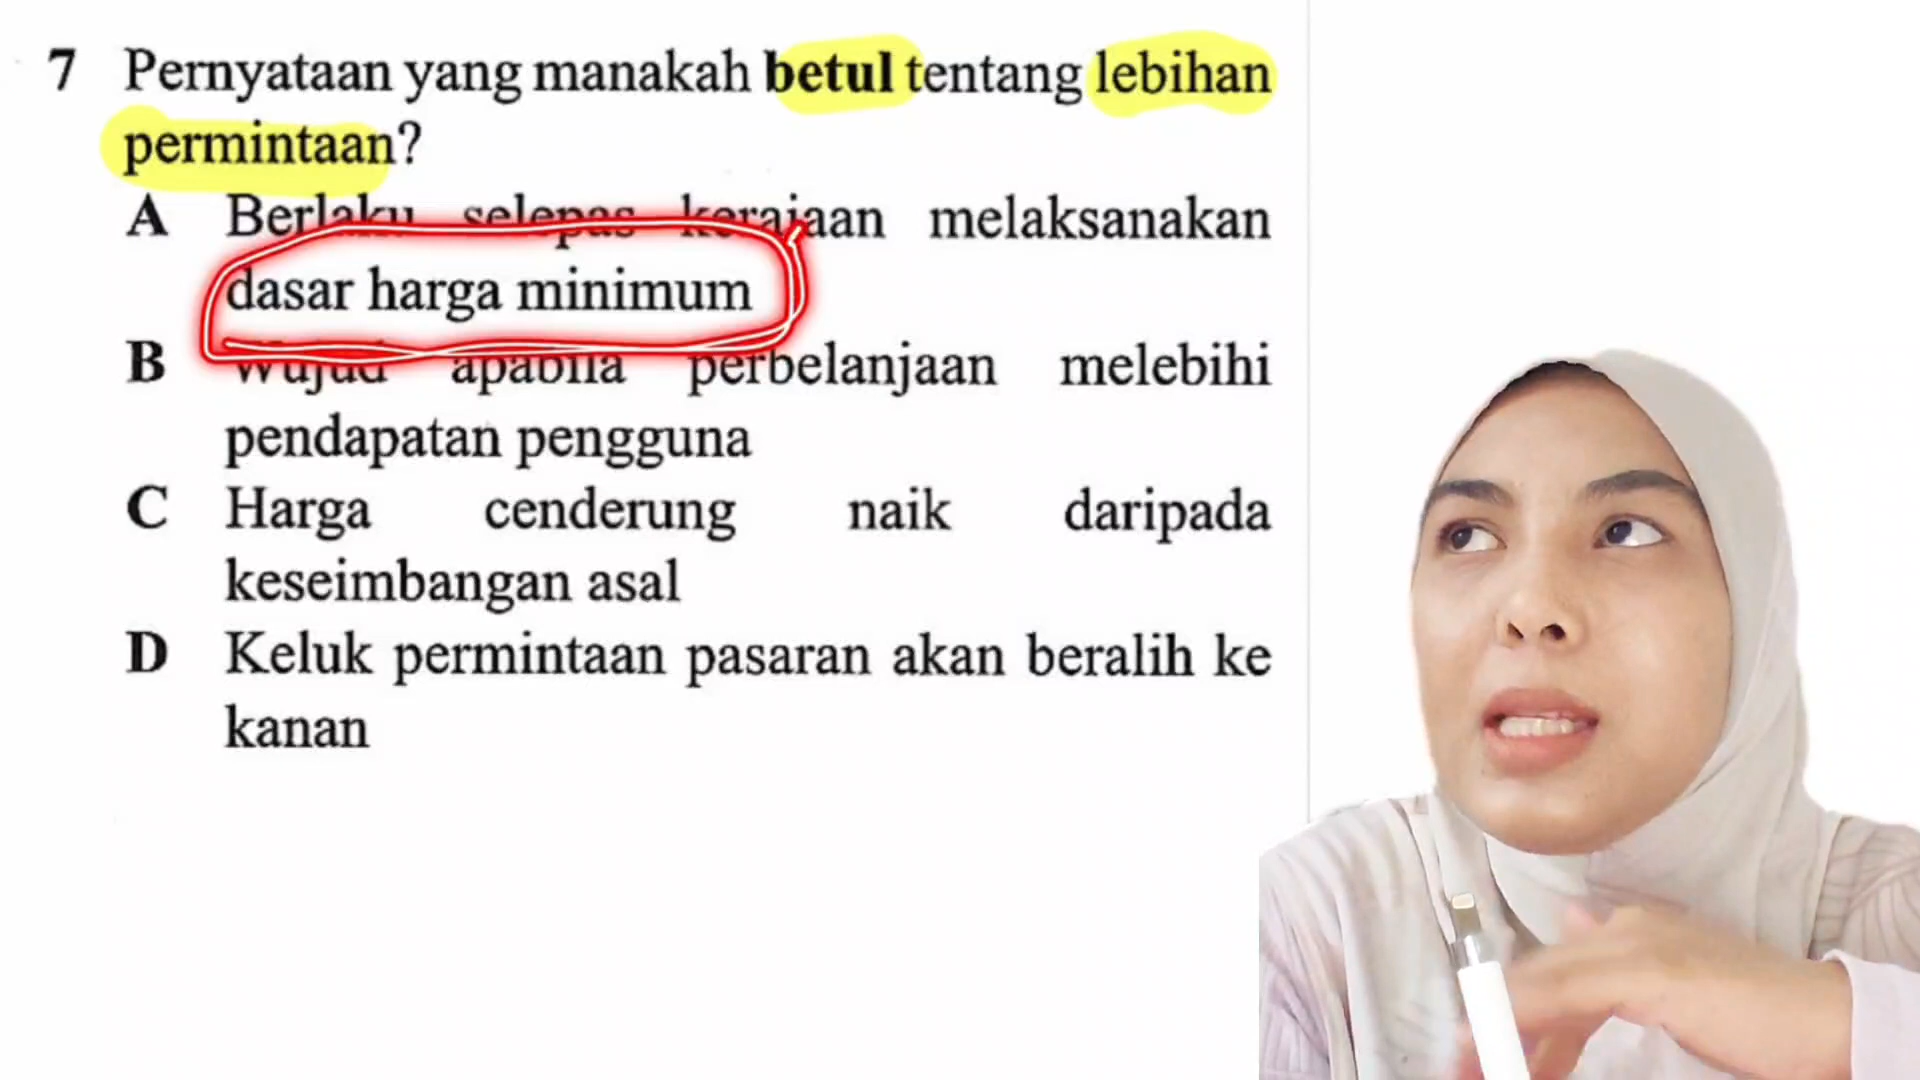 7 Pernyataan yang manakah betul tentang lebihan
permintaan?
A Berlaku selepas kerajaan melaksanakan
dasar harga minimum
B Wujud apabila perbelanjaan melebihi
pendapatan pengguna
C Harga cenderung naik daripada
keseimbangan asal
D Keluk permintaan pasaran akan beralih ke
kanan